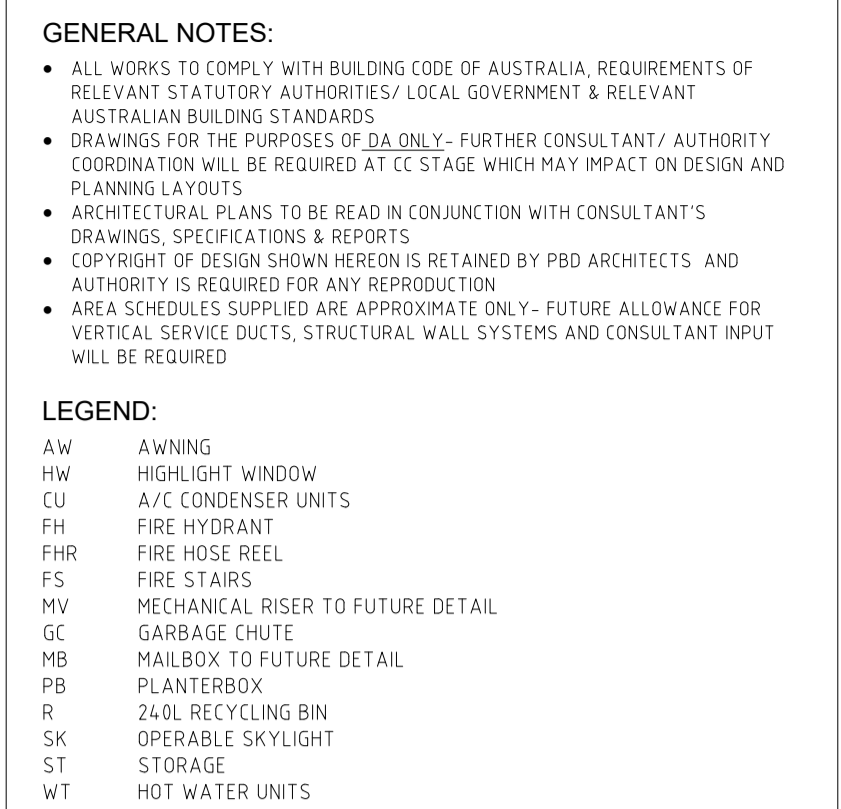 GENERAL NOTES:
• ALL WORKS TO COMPLY WITH BUILDING CODE OF AUSTRALIA, REQUIREMENTS OF
RELEVANT STATUTORY AUTHORITIES/ LOCAL GOVERNMENT & RELEVANT
AUSTRALIAN BUILDING STANDARDS
• DRAWINGS FOR THE PURPOSES OF DA ONLY- FURTHER CONSULTANT/ AUTHORITY
COORDINATION WILL BE REQUIRED AT CC STAGE WHICH MAY IMPACT ON DESIGN AND
PLANNING LAYOUTS
• ARCHITECTURAL PLANS TO BE READ IN CONJUNCTION WITH CONSULTANT'S
DRAWINGS, SPECIFICATIONS & REPORTS
• COPYRIGHT OF DESIGN SHOWN HEREON IS RETAINED BY PBD ARCHITECTS AND
AUTHORITY IS REQUIRED FOR ANY REPRODUCTION
• AREA SCHEDULES SUPPLIED ARE APPROXIMATE ONLY- FUTURE ALLOWANCE FOR
VERTICAL SERVICE DUCTS, STRUCTURAL WALL SYSTEMS AND CONSULTANT INPUT
WILL BE REQUIRED
LEGEND:
AW AWNING
HW HIGHLIGHT WINDOW
CU A/C CONDENSER UNITS
FH FIRE HYDRANT
FHR FIRE HOSE REEL
FS FIRE STAIRS
MV MECHANICAL RISER TO FUTURE DETAIL
GC GARBAGE CHUTE
MB MAILBOX TO FUTURE DETAIL
PB PLANTERBOX
R 240L RECYCLING BIN
SK OPERABLE SKYLIGHT
ST STORAGE
WT HOT WATER UNITS